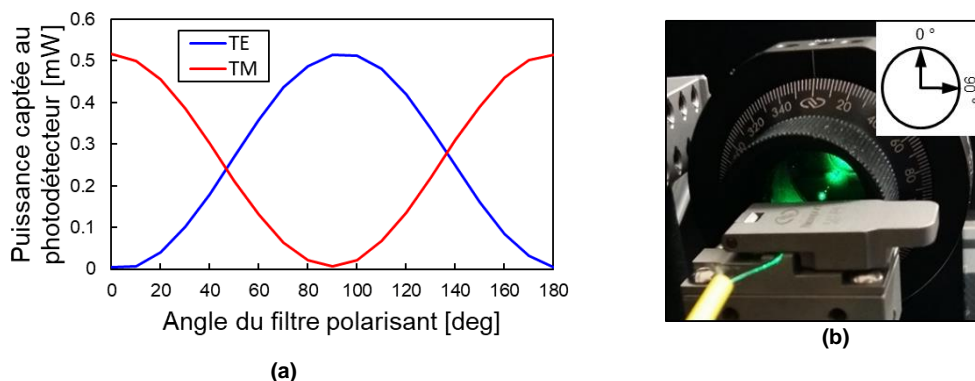 0.6
0.5
0.4
0.3
0.2
0.1
0
Puissance captée au
photodétecteur [mW]
TE
TM
0 20 40 60 80 100 120 140 160 180
Angle du filtre polarisant [deg]
(a)
0 °
90 °
320 340 20
60
80
(b)